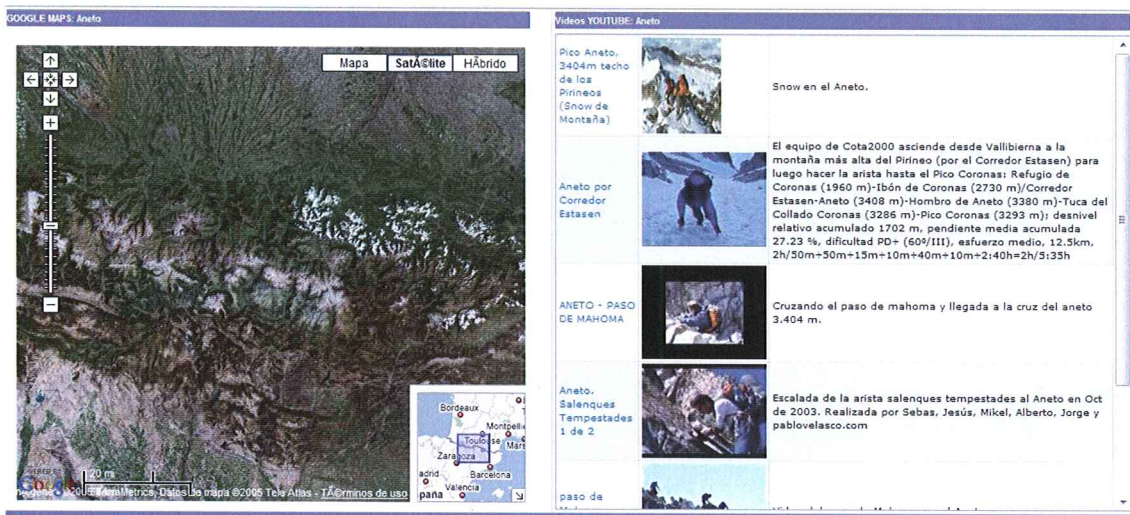 GOOGLE MAPS: Aneto
Mapa
SatÃ©lite
HÃbrido
20 mi
Bordeaux
Toulouse
Montpelli
Mars
Zaragoza
Barcelona
adrid
Valencia
paña
POWERED BY
Google
TerraMetrics, Datos de mapa ©2005 Tele Atlas - TÃ©rminos de uso
Videos YOUTUBE: Aneto
Pico Aneto,
3404m techo
de los
Pirineos
(Snow de
Montaña)
Snow en el Aneto.
Aneto por
Corredor
Estasen
El equipo de Cota2000 asciende desde Vallibierna a la
montaña más alta del Pirineo (por el Corredor Estasen) para
luego hacer la arista hasta el Pico Coronas: Refugio de
Coronas (1960 m)-Ibón de Coronas (2730 m)/Corredor
Estasen-Aneto (3408 m)-Hombro de Aneto (3380 m)-Tuca del
Collado Coronas (3286 m)-Pico Coronas (3293 m); desnivel
relativo acumulado 1702 m, pendiente media acumulada
27.23 %, dificultad PD+ (60º/III), esfuerzo medio, 12.5km,
2h/50m+50m+15m+10m+40m+10m+2:40h=2h/5:35h
ANETO - PASO
DE MAHOMA
Cruzando el paso de mahoma y llegada a la cruz del aneto
3.404 m.
Aneto.
Salenques
Tempestades
1 de 2
Escalada de la arista salenques tempestades al Aneto en Oct
de 2003. Realizada por Sebas, Jesús, Mikel, Alberto, Jorge y
pablovelasco.com
paso de